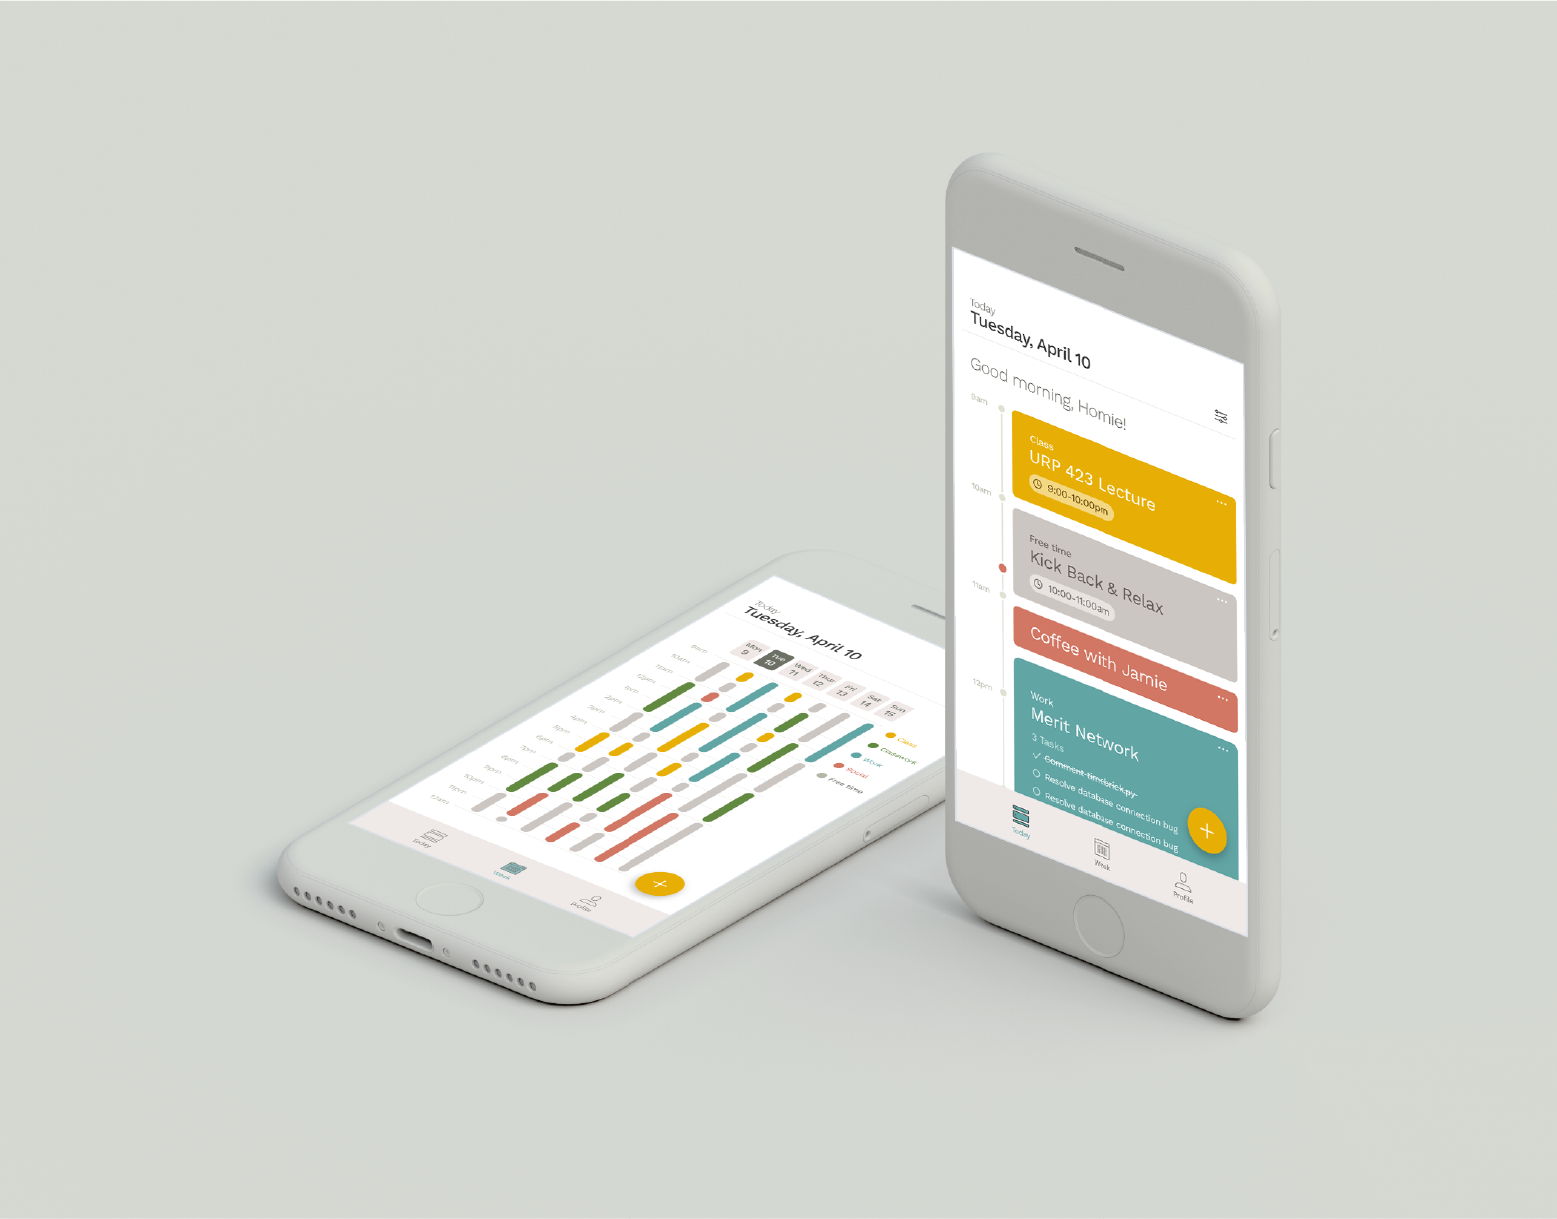 Today
Tuesday, April 10
Mon
9
Tue
10
Wed
11
Thur
12
Fri
13
Sat
14
Sun
15
9am
10am
11am
12pm
1pm
2pm
3pm
4pm
5pm
6pm
7pm
8pm
9pm
10pm
11pm
12am
Class
Classwork
Work
Social
Free time
Today
Week
Profile
Today
Tuesday, April 10
Good morning, Homie!
9am
Class
URP 423 Lecture
9:00-10:00pm
10am
Free time
Kick Back & Relax
10:00-11:00am
11am
Coffee with Jamie
12pm
Work
Merit Network
3 Tasks
Comment timebrick.py
Resolve database connection bug
Resolve database connection bug
Today
Week
Profile